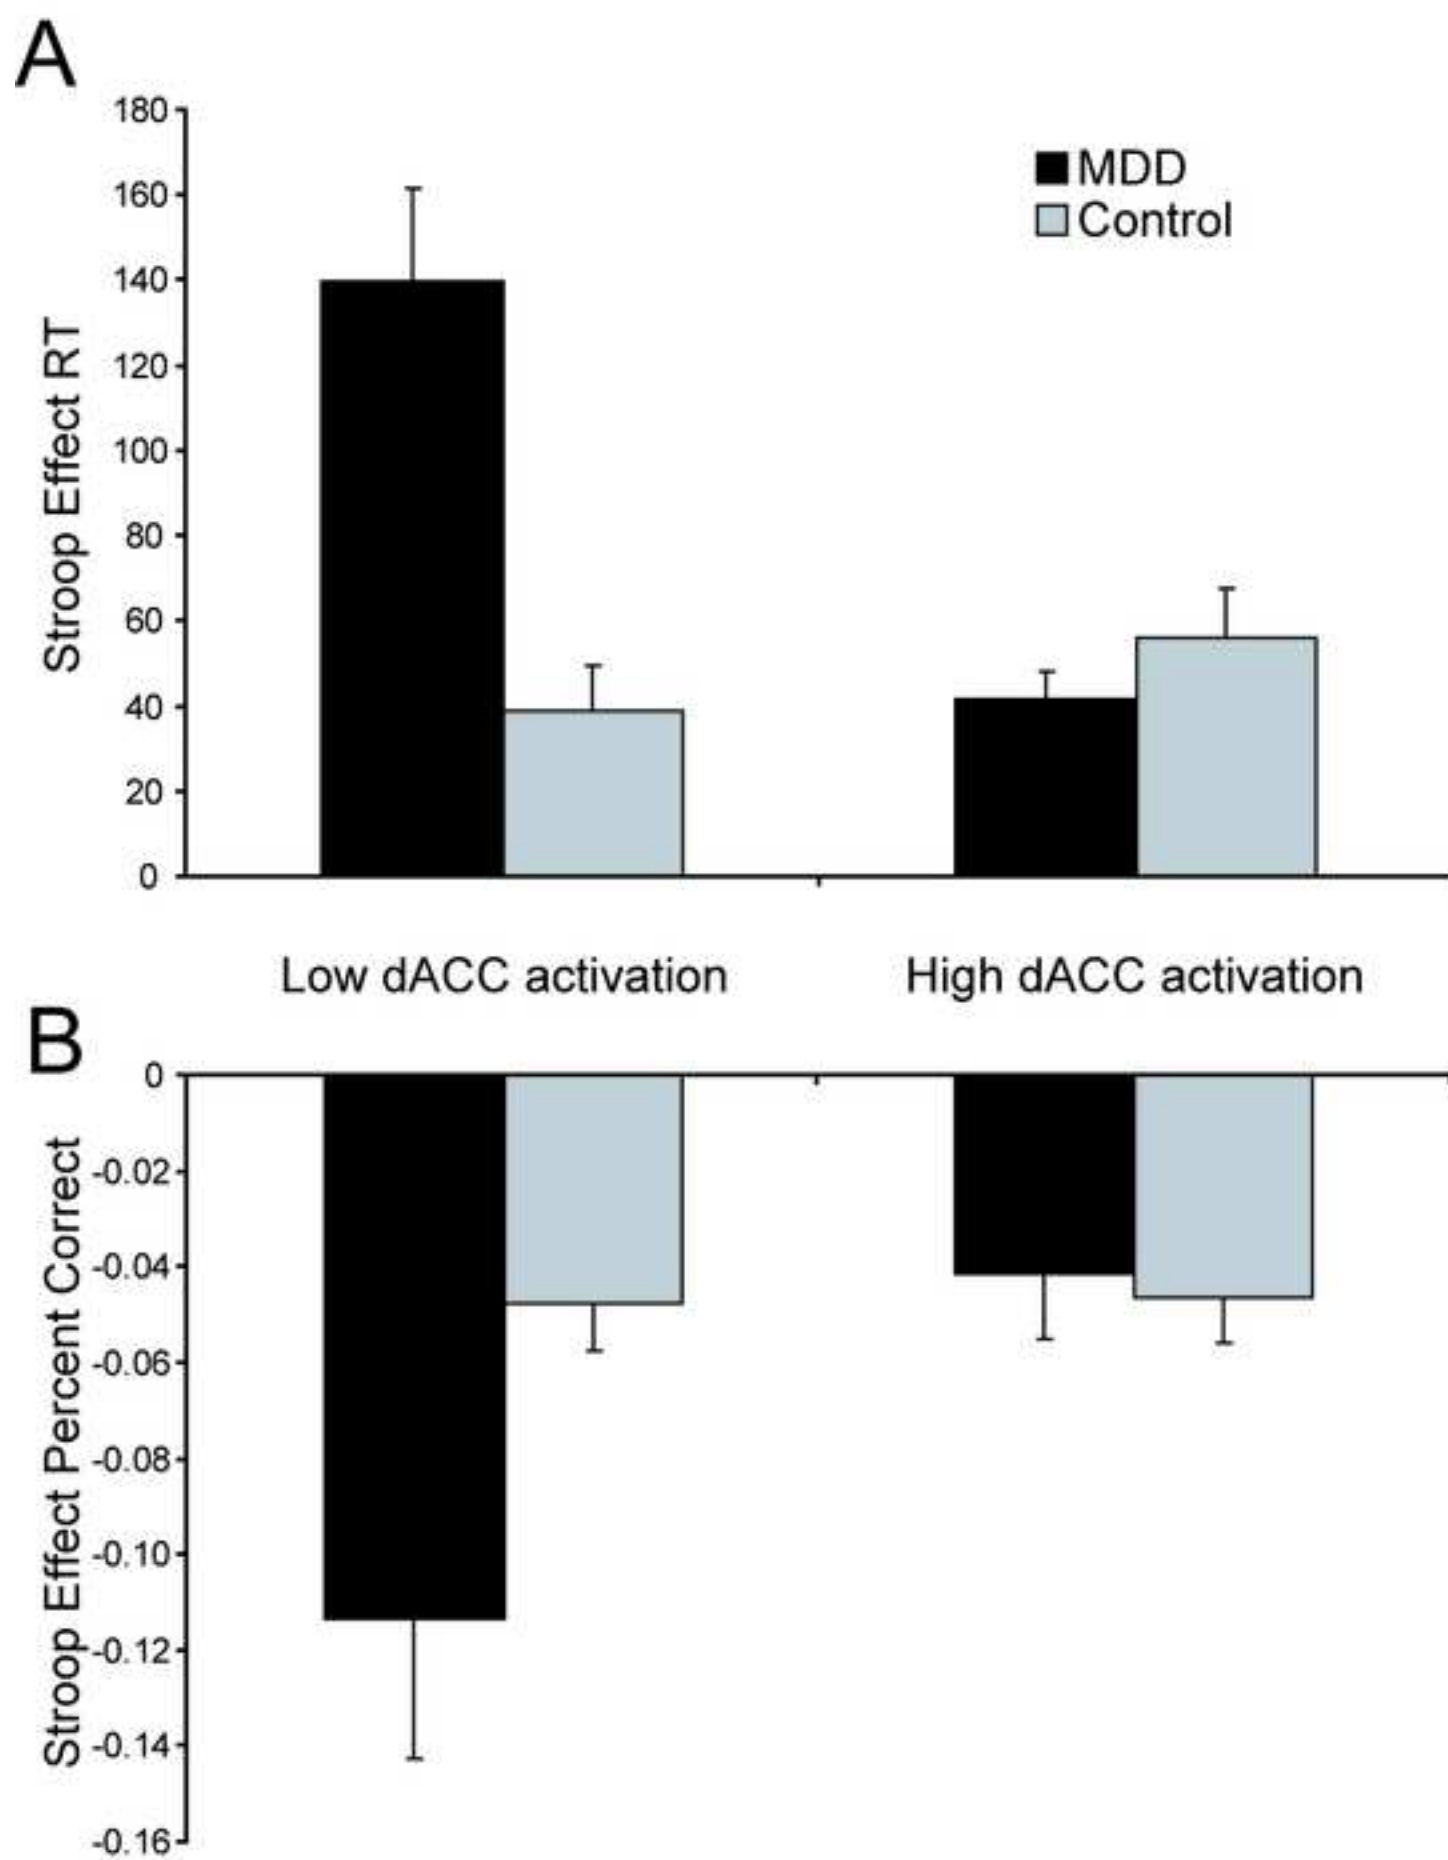 A
180
160
140
120
100
80
60
40
20
0
Stroop Effect RT
MDD
Control
Low dACC activation
High dACC activation
B
0
-0.02
-0.04
-0.06
-0.08
-0.10
-0.12
-0.14
-0.16
Stroop Effect Percent Correct